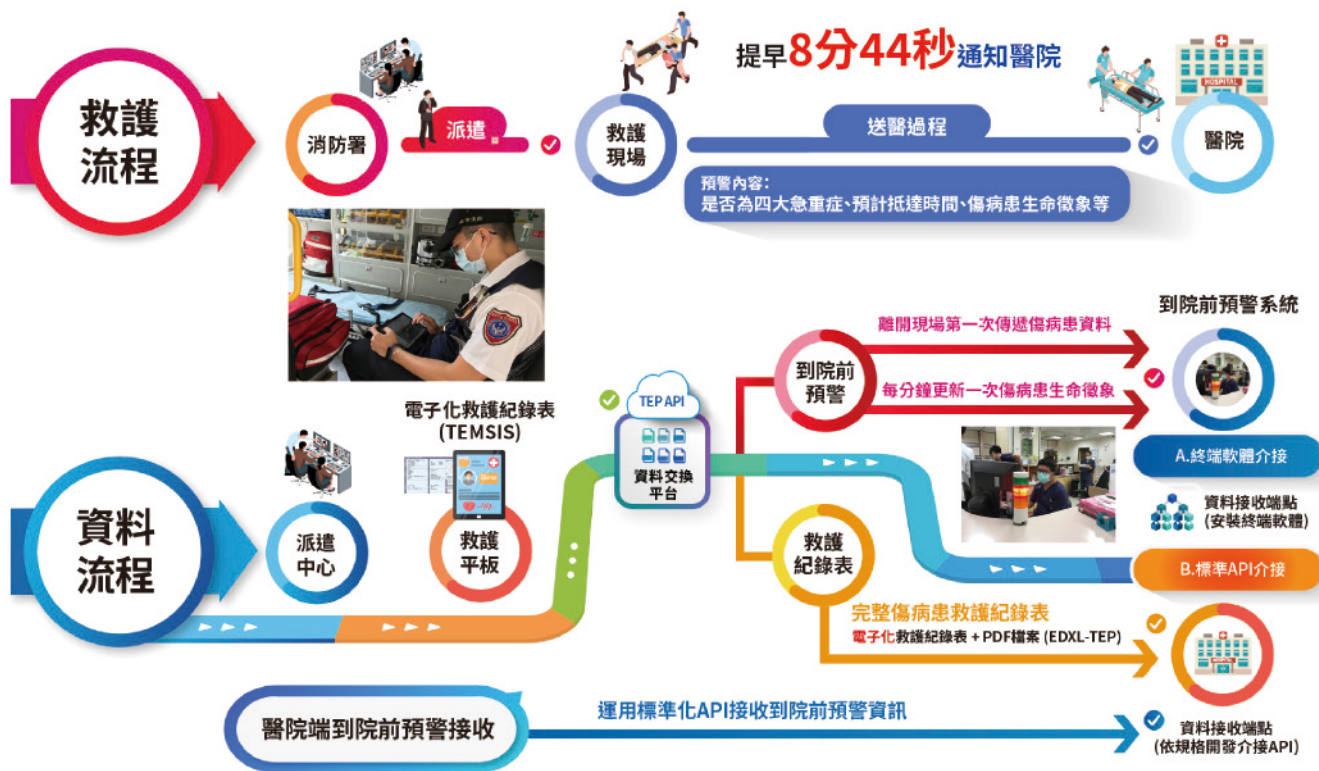 救護
流程
消防署
派遣
救護
現場
提早8分44秒通知醫院
送醫過程
預警內容:
是否為四大急重症、預計抵達時間、傷病患生命徵象等
HOSPITAL
醫院
資料
流程
派遣
中心
電子化救護紀錄表
(TEMSIS)
救護
平板
TEP API
資料交換
平台
到院前
預警
離開現場第一次傳遞傷病患資料
每分鐘更新一次傷病患生命徵象
到院前預警系統
A.終端軟體介接
資料接收端點
(安裝終端軟體)
B.標準API介接
救護
紀錄表
完整傷病患救護紀錄表
電子化救護紀錄表 + PDF檔案 (EDXL-TEP)
HOSPITAL
資料接收端點
(依規格開發介接API)
醫院端到院前預警接收
運用標準化API接收到院前預警資訊